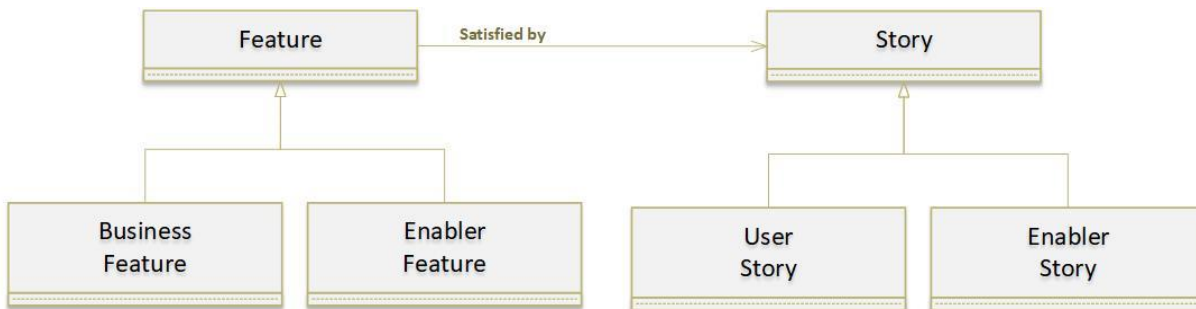 Feature
Satisfied by
Story
Business
Feature
Enabler
Feature
User
Story
Enabler
Story